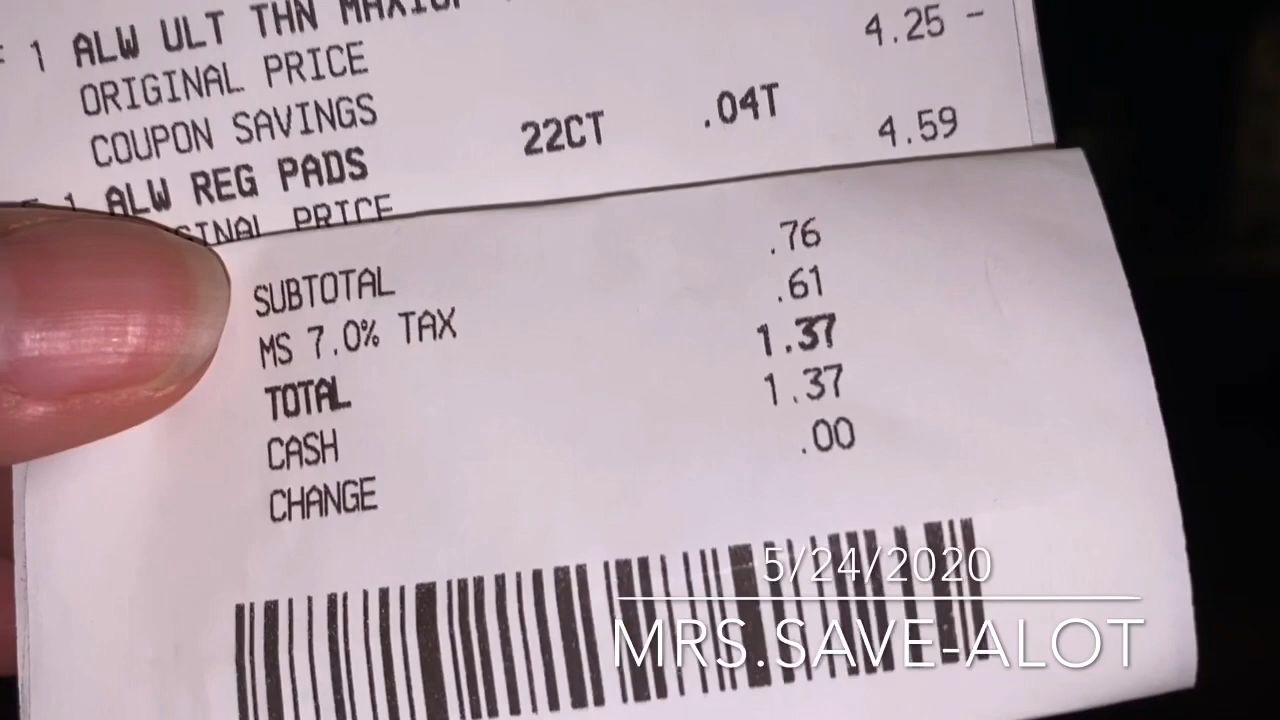 1 ALW ULT THN
ORIGINAL PRICE
COUPON SAVINGS 4.25 -
1 ALW REG PADS 22CT .04T
GINAL PRICE 4.59
SUBTOTAL .76
MS 7.0% TAX .61
TOTAL 1.37
CASH 1.37
CHANGE .00
5/24/2020
MRS.SAVE-ALOT